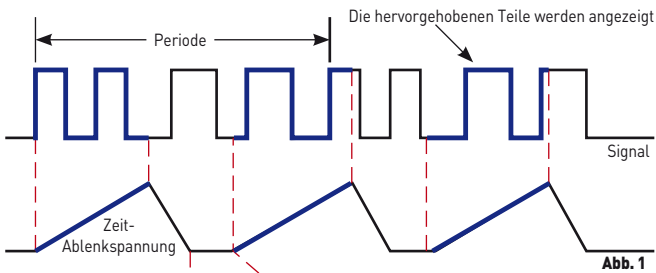 Die hervorgehobenen Teile werden angezeigt
Periode
Signal
Zeit-
Ablenkspannung
Abb. 1